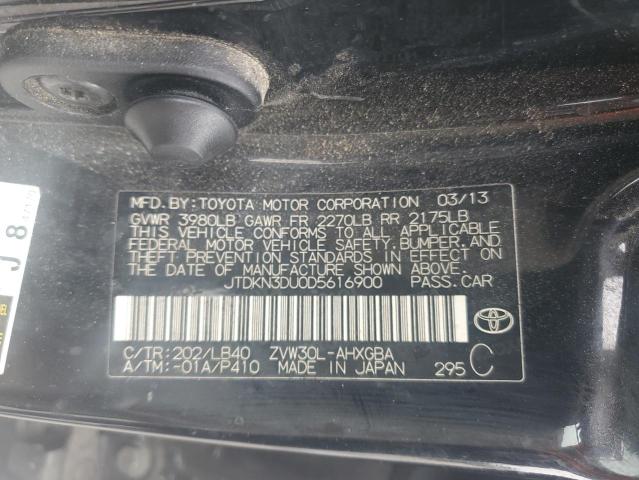 MFD.BY:TOYOTA MOTOR CORPORATION 03/13
GVWR 3980LB GAWR FR 2270LB RR 2175LB
THIS VEHICLE CONFORMS TO ALL APPLICABLE
FEDERAL MOTOR VEHICLE SAFETY,BUMPER,AND
THEFT PREVENTION STANDARDS IN EFFECT ON
THE DATE OF MANUFACTURE SHOWN ABOVE.
JTDKN3DU0D5616900 PASS.CAR
C/TR:202/LB40 ZVW30L-AHXGBA
A/TM:-01A/P410 MADE IN JAPAN 295 C
J 8